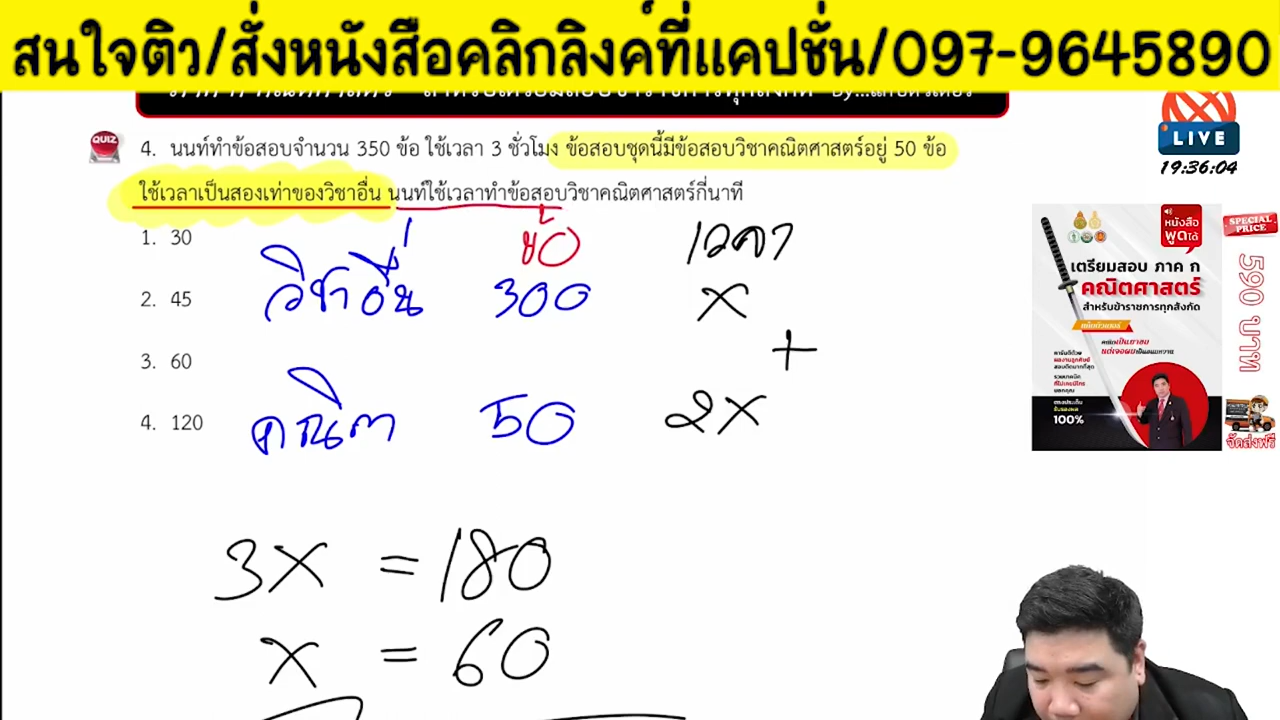 สนใจติว/สั่งหนังสือคลิกลิงค์ที่แคปชั่น/097-9645890
LIVE
19:36:04
QUIZ
4. นนท์ทำข้อสอบจำนวน 350 ข้อ ใช้เวลา 3 ชั่วโมง ข้อสอบชุดนี้มีข้อสอบวิชาคณิตศาสตร์อยู่ 50 ข้อ
ใช้เวลาเป็นสองเท่าของวิชาอื่น นนท์ใช้เวลาทำข้อสอบวิชาคณิตศาสตร์กี่นาที
1. 30
2. 45
3. 60
4. 120
ข้อ เวลา
วิชาอื่น 300 x
+
คณิต 50 2x
3x = 180
x = 60
หนังสือ
พูดได้
เตรียมสอบ ภาค ก
คณิตศาสตร์
สำหรับข้าราชการทุกสังกัด
100%
SPECIAL
PRICE
590 บาท
จัดส่งฟรี